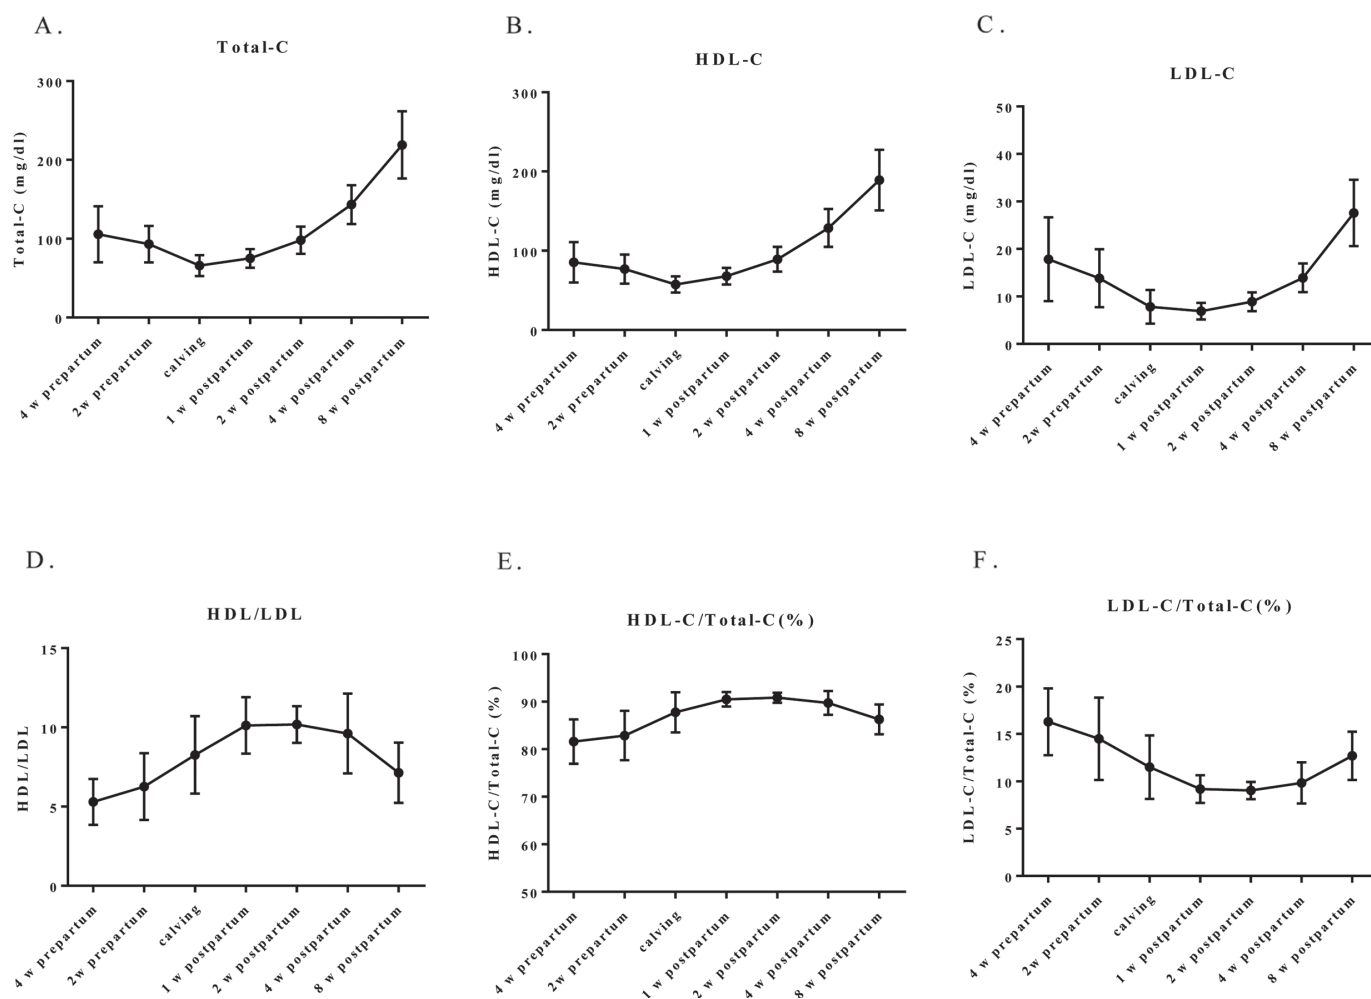 A.
Total-C
Total-C (mg/dl)
300
200
100
0
4 w prepartum
2w prepartum
calving
1 w postpartum
2 w postpartum
4 w postpartum
8 w postpartum
B.
HDL-C
HDL-C (mg/dl)
300
200
100
0
4 w prepartum
2w prepartum
calving
1 w postpartum
2 w postpartum
4 w postpartum
8 w postpartum
C.
LDL-C
LDL-C (mg/dl)
50
40
30
20
10
0
4 w prepartum
2w prepartum
calving
1 w postpartum
2 w postpartum
4 w postpartum
8 w postpartum
D.
HDL/LDL
HDL/LDL
15
10
5
0
4 w prepartum
2w prepartum
calving
1 w postpartum
2 w postpartum
4 w postpartum
8 w postpartum
E.
HDL-C/Total-C(%)
HDL-C/Total-C (%)
100
90
80
70
60
50
4 w prepartum
2w prepartum
calving
1 w postpartum
2 w postpartum
4 w postpartum
8 w postpartum
F.
LDL-C/Total-C(%)
LDL-C/Total-C (%)
25
20
15
10
5
0
4 w prepartum
2w prepartum
calving
1 w postpartum
2 w postpartum
4 w postpartum
8 w postpartum